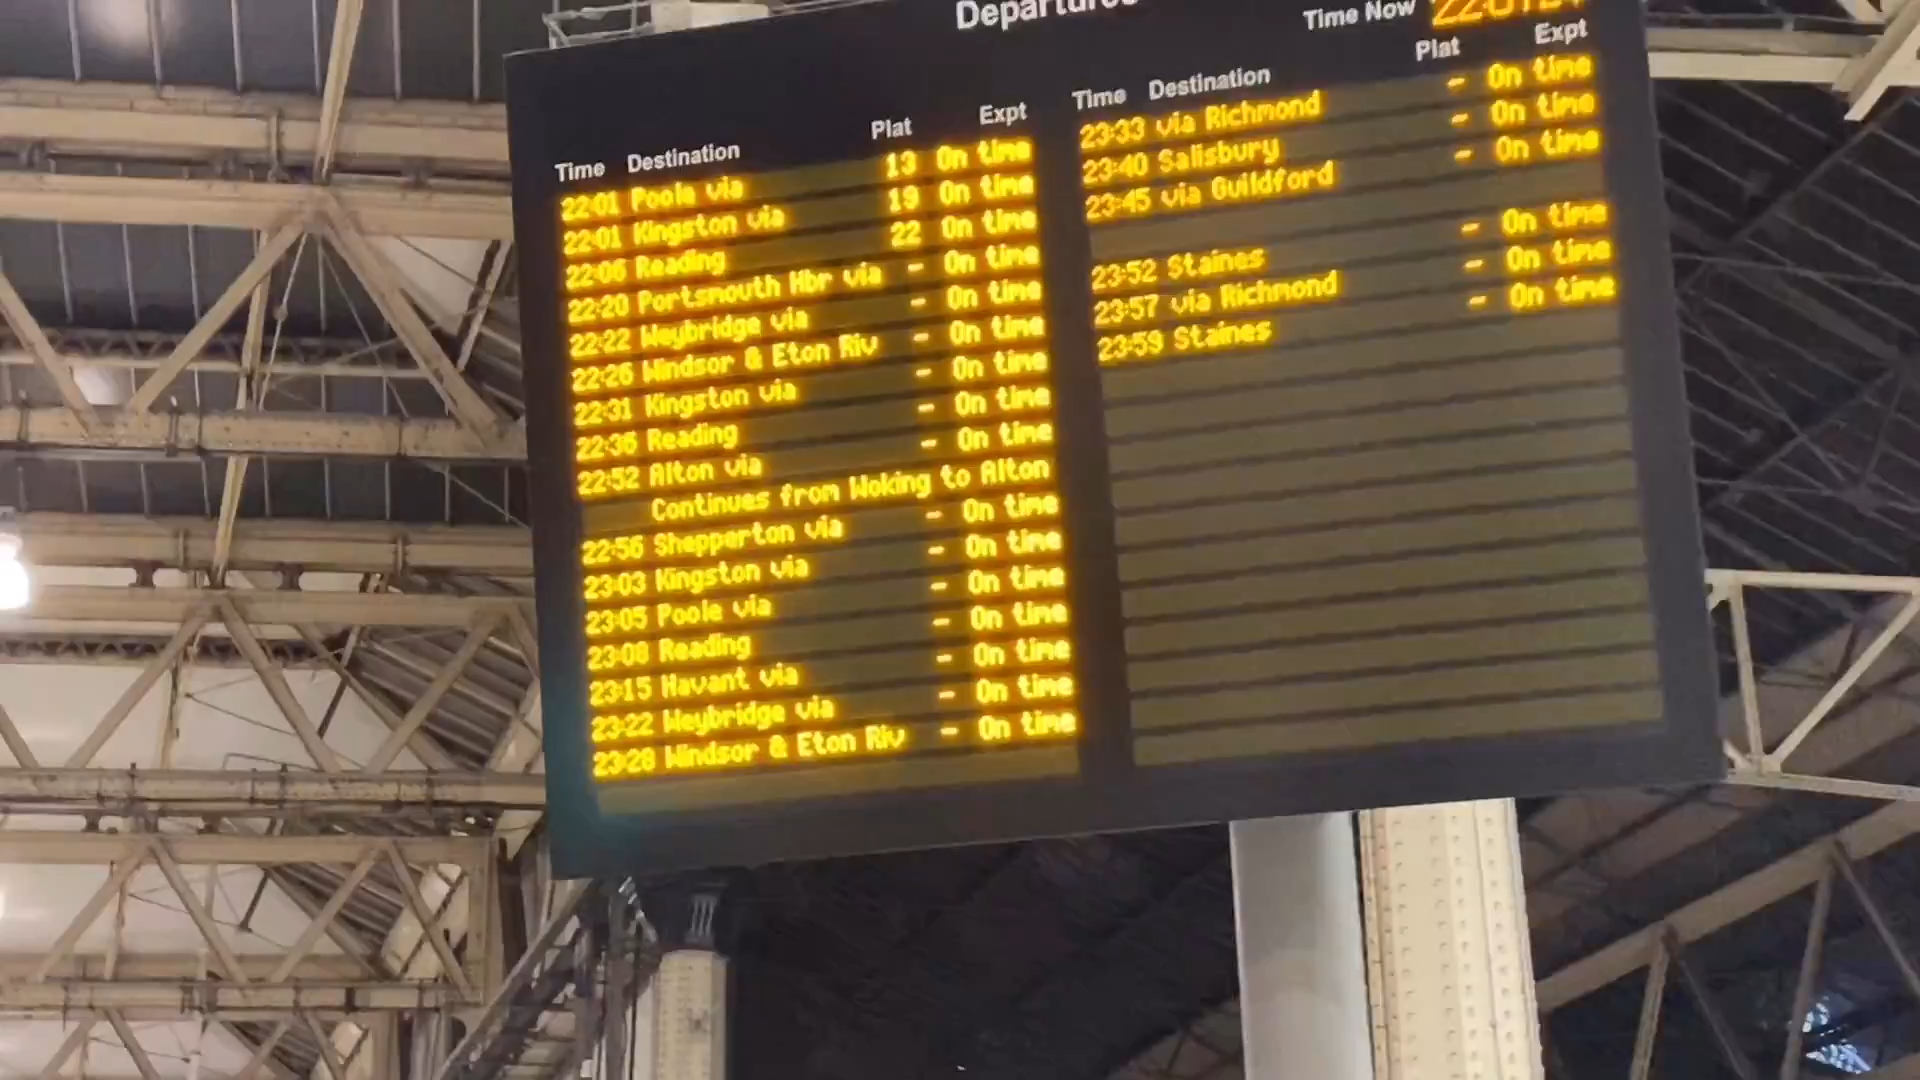 Departures
Time Now 22:01
Time Destination Plat Expt
22:01 Poole via 13 On time
22:01 Kingston via 19 On time
22:06 Reading 22 On time
22:20 Portsmouth Hbr via - On time
22:22 Weybridge via - On time
22:26 Windsor & Eton Riv - On time
22:31 Kingston via - On time
22:36 Reading - On time
22:52 Alton via - On time
Continues from Woking to Alton
22:56 Shepperton via - On time
23:03 Kingston via - On time
23:05 Poole via - On time
23:08 Reading - On time
23:15 Havant via - On time
23:22 Weybridge via - On time
23:28 Windsor & Eton Riv - On time
Time Destination Plat Expt
23:33 via Richmond - On time
23:40 Salisbury - On time
23:45 via Guildford - On time
23:52 Staines - On time
23:57 via Richmond - On time
23:59 Staines - On time